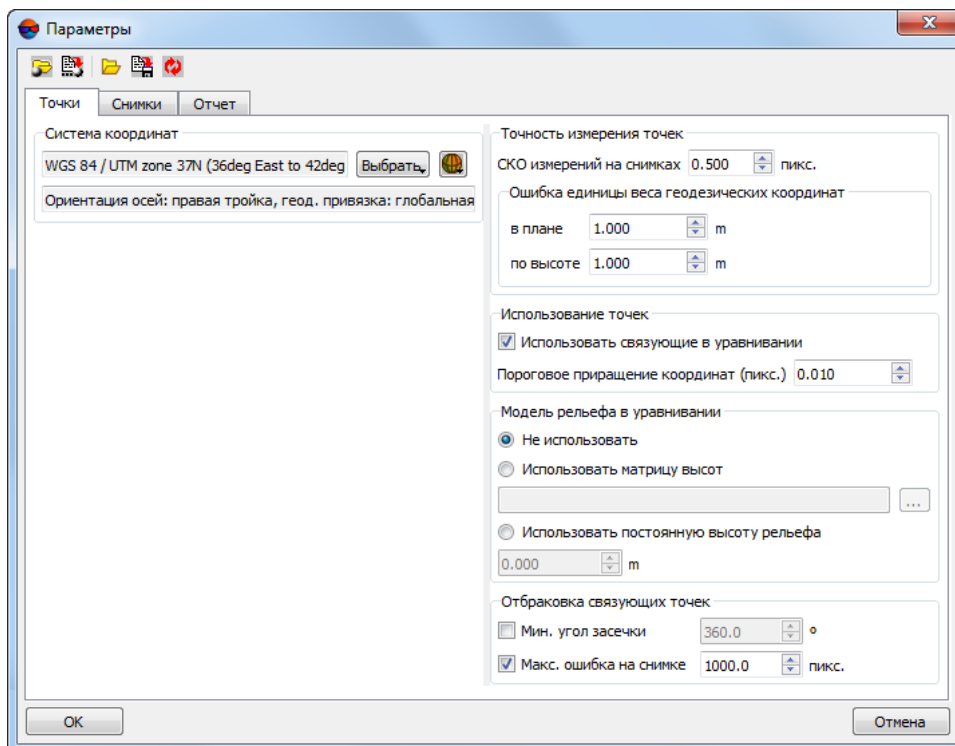 Параметры
Точки
Снимки
Отчет
Система координат
WGS 84 / UTM zone 37N (36deg East to 42deg
Выбрать
Ориентация осей: правая тройка, геод. привязка: глобальная
Точность измерения точек
СКО измерений на снимках 0.500 пикс.
Ошибка единицы веса геодезических координат
в плане 1.000 m
по высоте 1.000 m
Использование точек
Использовать связующие в уравнивании
Пороговое приращение координат (пикс.) 0.010
Модель рельефа в уравнивании
Не использовать
Использовать матрицу высот
...
Использовать постоянную высоту рельефа
0.000 m
Отбраковка связующих точек
Мин. угол засечки 360.0 °
Макс. ошибка на снимке 1000.0 пикс.
OK
Отмена